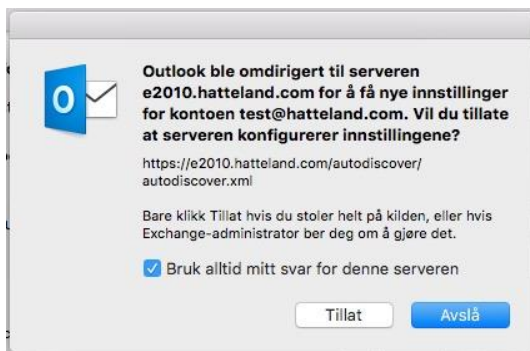 Outlook ble omdirigert til serveren
e2010.hatteland.com for å få nye innstillinger
for kontoen test@hatteland.com. Vil du tillate
at serveren konfigurerer innstillingene?
https://e2010.hatteland.com/autodiscover/
autodiscover.xml
Bare klikk Tillat hvis du stoler helt på kilden, eller hvis
Exchange-administrator ber deg om å gjøre det.
Bruk alltid mitt svar for denne serveren
Tillat Avslå